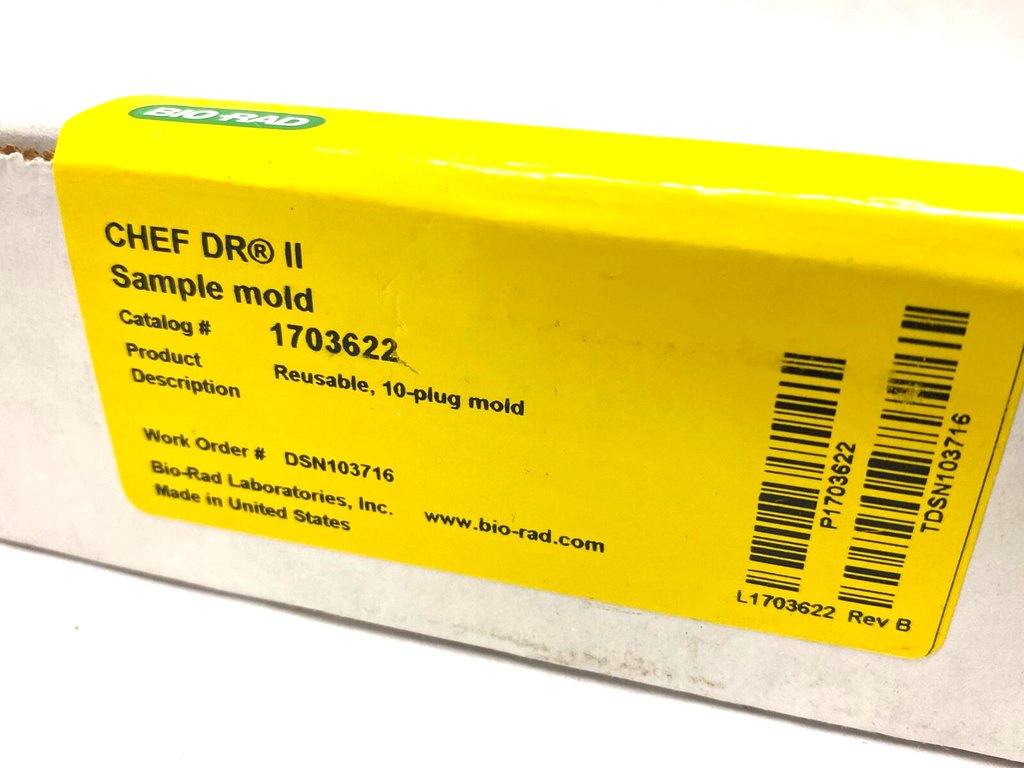 BIO-RAD
CHEF DR® II
Sample mold
Catalog # 1703622
Product Description Reusable, 10-plug mold
Work Order # DSN103716
Bio-Rad Laboratories, Inc.
Made in United States
www.bio-rad.com
P1703622
TDSN103716
L1703622 Rev B